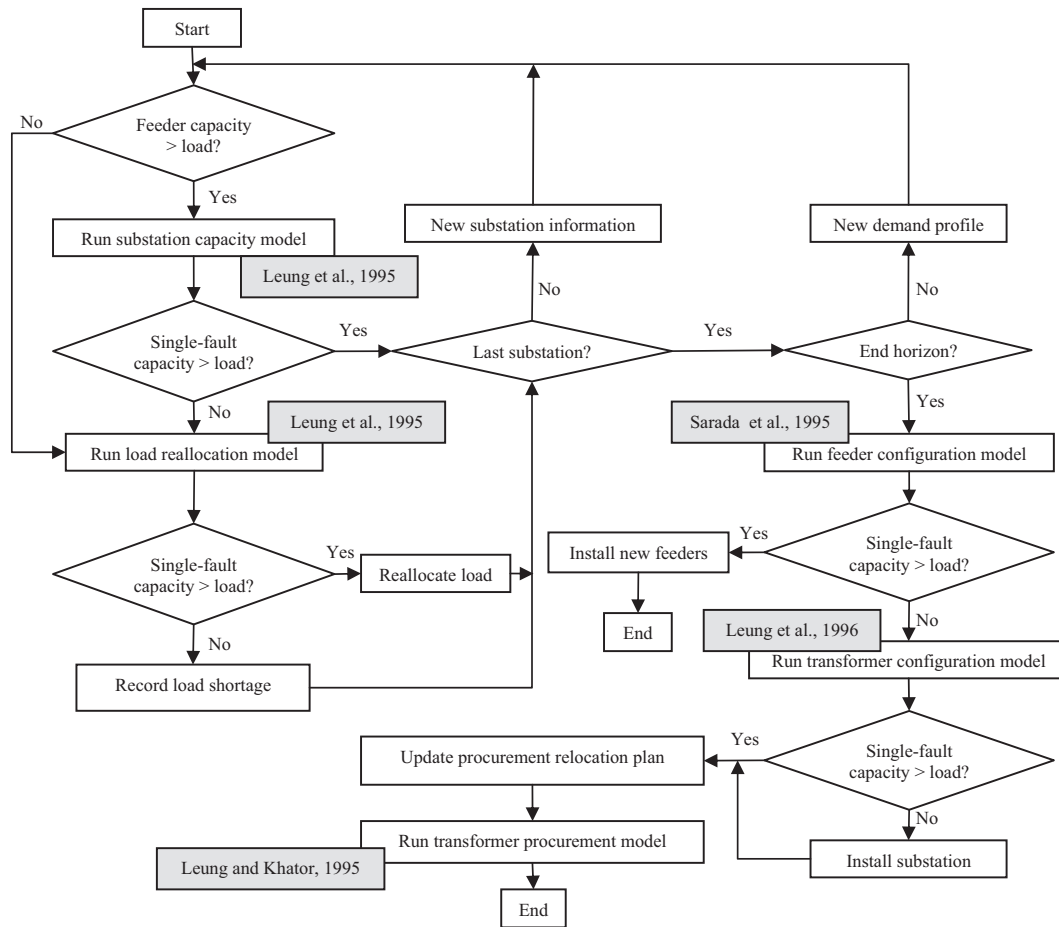 Start
No
Feeder capacity
> load?
Yes
Run substation capacity model
Leung et al., 1995
New substation information
New demand profile
No
No
Single-fault
capacity > load?
Yes
Last substation?
Yes
End horizon?
No
Leung et al., 1995
Run load reallocation model
Yes
Sarada et al., 1995
Run feeder configuration model
Single-fault
capacity > load?
Yes
Reallocate load
Install new feeders
Yes
Single-fault
capacity > load?
No
End
No
Leung et al., 1996
Run transformer configuration model
Record load shortage
Update procurement relocation plan
Yes
Single-fault
capacity > load?
No
Run transformer procurement model
Leung and Khator, 1995
Install substation
End